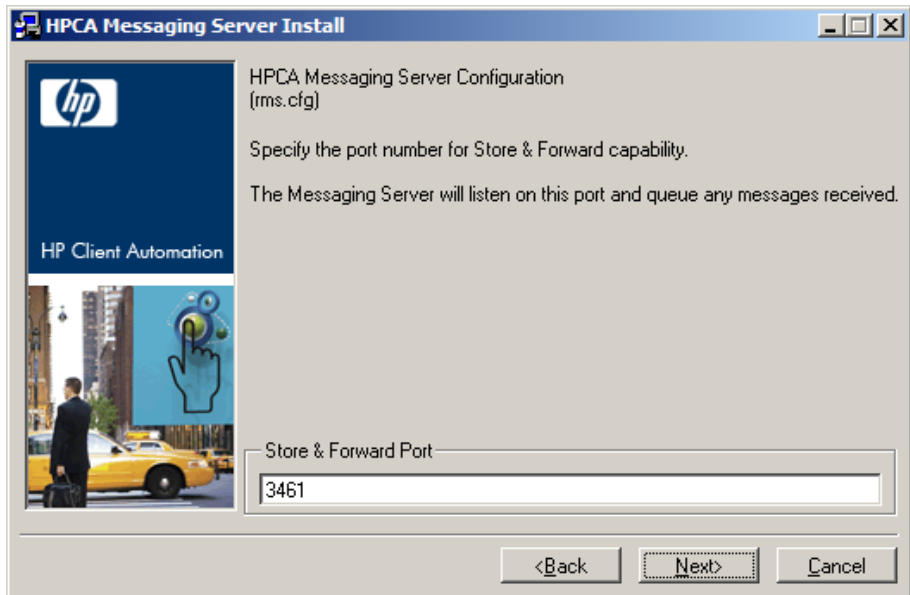 HPCA Messaging Server Install
hp
HP Client Automation
HPCA Messaging Server Configuration
(rms.cfg)
Specify the port number for Store & Forward capability.
The Messaging Server will listen on this port and queue any messages received.
Store & Forward Port
3461
<Back
Next>
Cancel